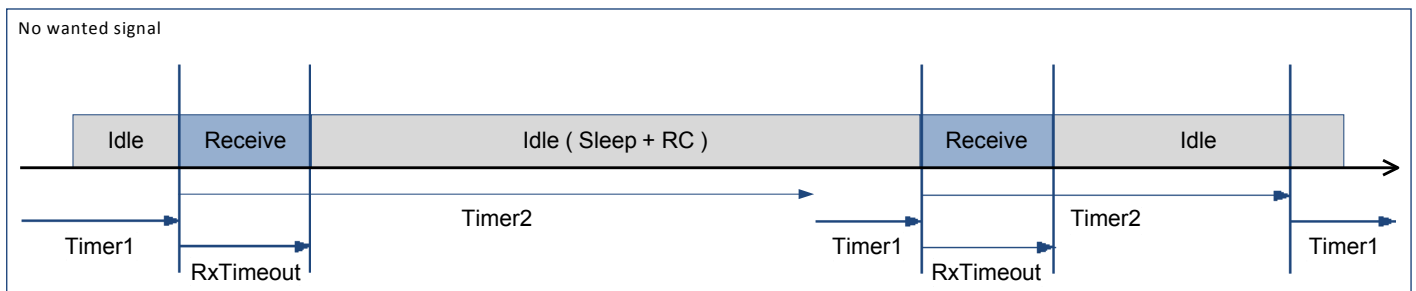 No wanted signal
Idle Receive Idle ( Sleep + RC ) Receive Idle
Timer2 Timer2
Timer1 Timer1 Timer1
RxTimeout RxTimeout